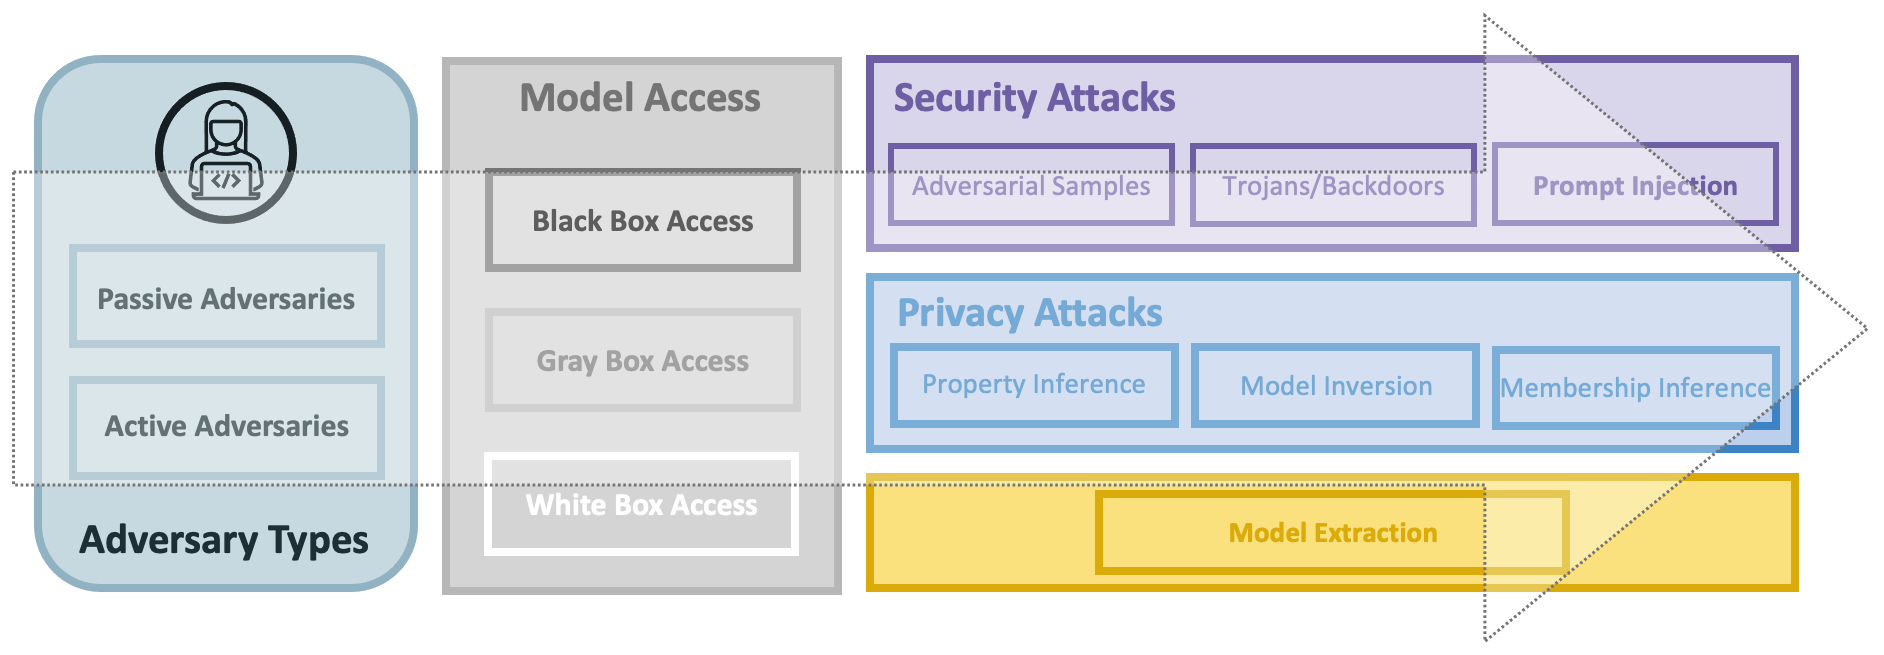 Adversary Types
Passive Adversaries
Active Adversaries
</>
Model Access
Black Box Access
Gray Box Access
White Box Access
Security Attacks
Adversarial Samples
Trojans/Backdoors
Prompt Injection
Privacy Attacks
Property Inference
Model Inversion
Membership Inference
Model Extraction